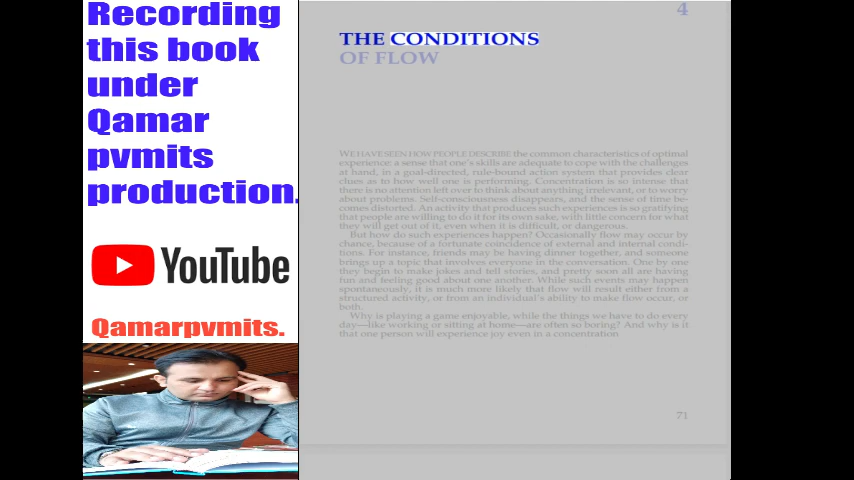 Recording
this book
under
Qamar
pvmits
production.
YouTube
Qamarpvmits.
4
THE CONDITIONS
OF FLOW
WE HAVE SEEN HOW PEOPLE DESCRIBE the common characteristics of optimal
experience: a sense that one's skills are adequate to cope with the challenges
at hand, in a goal-directed, rule-bound action system that provides clear
clues as to how well one is performing. Concentration is so intense that
there is no attention left over to think about anything irrelevant, or to worry
about problems. Self-consciousness disappears, and the sense of time be-
comes distorted. An activity that produces such experiences is so gratifying
that people are willing to do it for its own sake, with little concern for what
they will get out of it, even when it is difficult, or dangerous.
But how do such experiences happen? Occasionally flow may occur by
chance, because of a fortunate coincidence of external and internal condi-
tions. For instance, friends may be having dinner together, and someone
brings up a topic that involves everyone in the conversation. One by one
they begin to make jokes and tell stories, and pretty soon all are having
fun and feeling good about one another. While such events may happen
spontaneously, it is much more likely that flow will result either from a
structured activity, or from an individual's ability to make flow occur, or
both.
Why is playing a game enjoyable, while the things we have to do every
day—like working or sitting at home—are often so boring? And why is it
that one person will experience joy even in a concentration
71